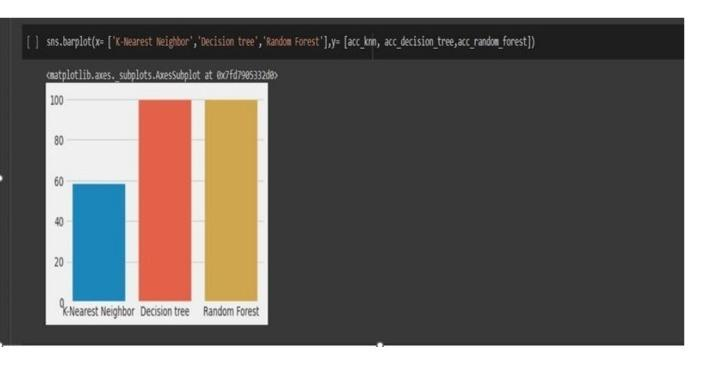 [ ] sns.barplot(x= ['K-Nearest Neighbor','Decision tree','Random Forest'],y= [acc_knn, acc_decision_tree,acc_random_forest])
<matplotlib.axes._subplots.AxesSubplot at 0x7fd7905332d0>
100
80
60
40
20
0
K-Nearest Neighbor Decision tree Random Forest